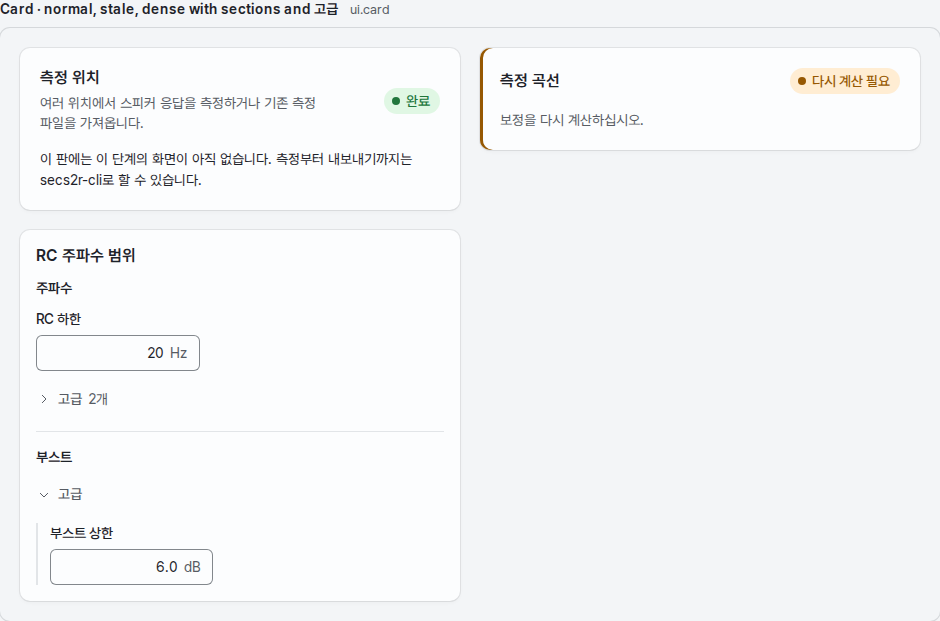 Card · normal, stale, dense with sections and 고급 ui.card
측정 위치
여러 위치에서 스피커 응답을 측정하거나 기존 측정
파일을 가져옵니다.
완료
이 판에는 이 단계의 화면이 아직 없습니다. 측정부터 내보내기까지는
secs2r-cli로 할 수 있습니다.
측정 곡선
다시 계산 필요
보정을 다시 계산하십시오.
RC 주파수 범위
주파수
RC 하한
20 Hz
고급 2개
부스트
고급
부스트 상한
6.0 dB